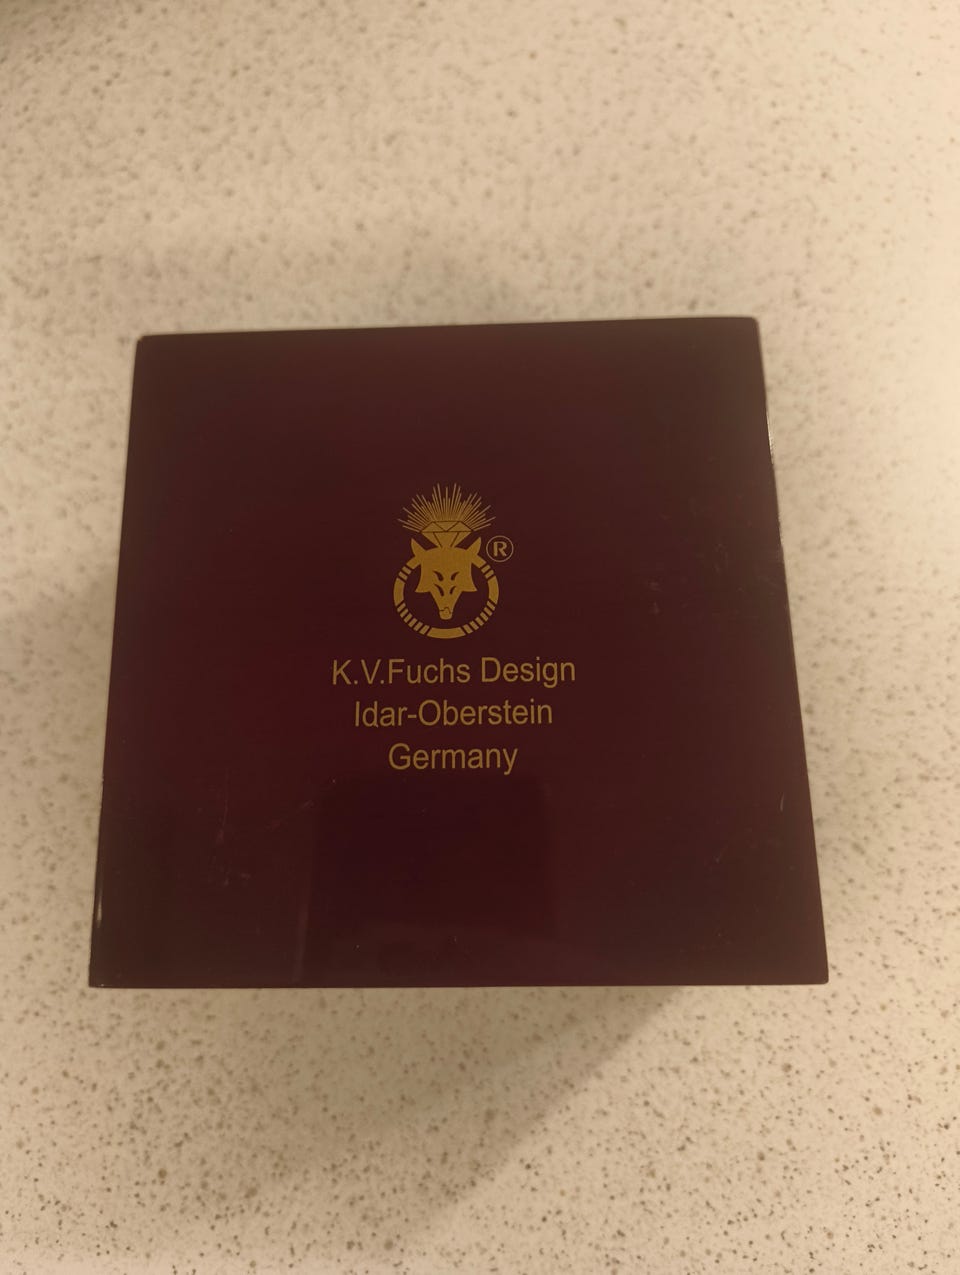 ®
K.V.Fuchs Design
Idar-Oberstein
Germany